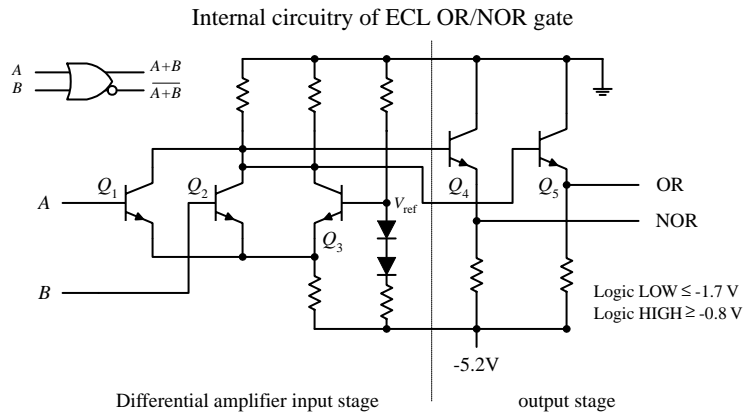 Internal circuitry of ECL OR/NOR gate
A
B
A+B
A+B
Q1
Q2
Q3
Q4
Q5
Vref
A
B
OR
NOR
Logic LOW ≤ -1.7 V
Logic HIGH ≥ -0.8 V
-5.2V
Differential amplifier input stage
output stage